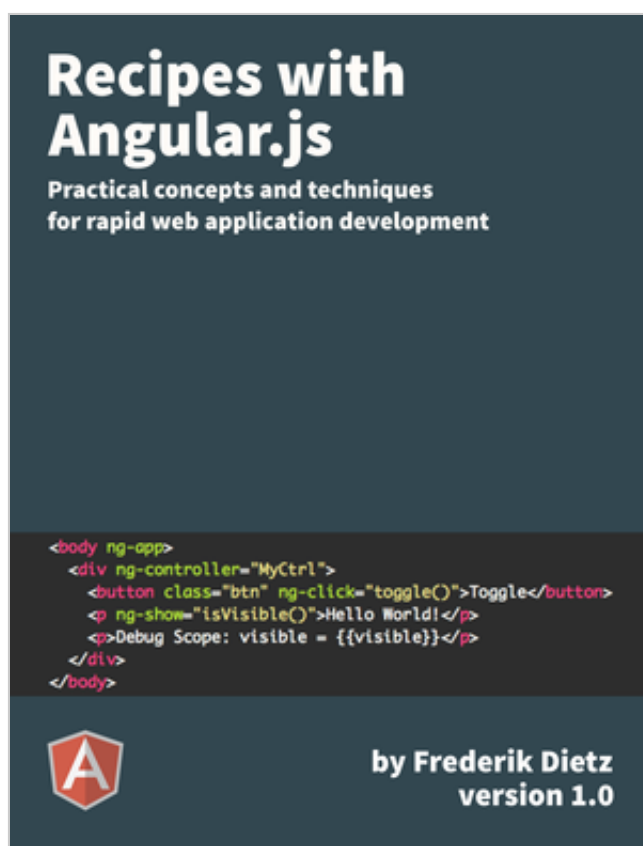 Recipes with
Angular.js
Practical concepts and techniques
for rapid web application development
<body ng-app>
<div ng-controller="MyCtrl">
<button class="btn" ng-click="toggle()">Toggle</button>
<p ng-show="isVisible()">Hello World!</p>
<p>Debug Scope: visible = {{visible}}</p>
</div>
</body>
A
by Frederik Dietz
version 1.0